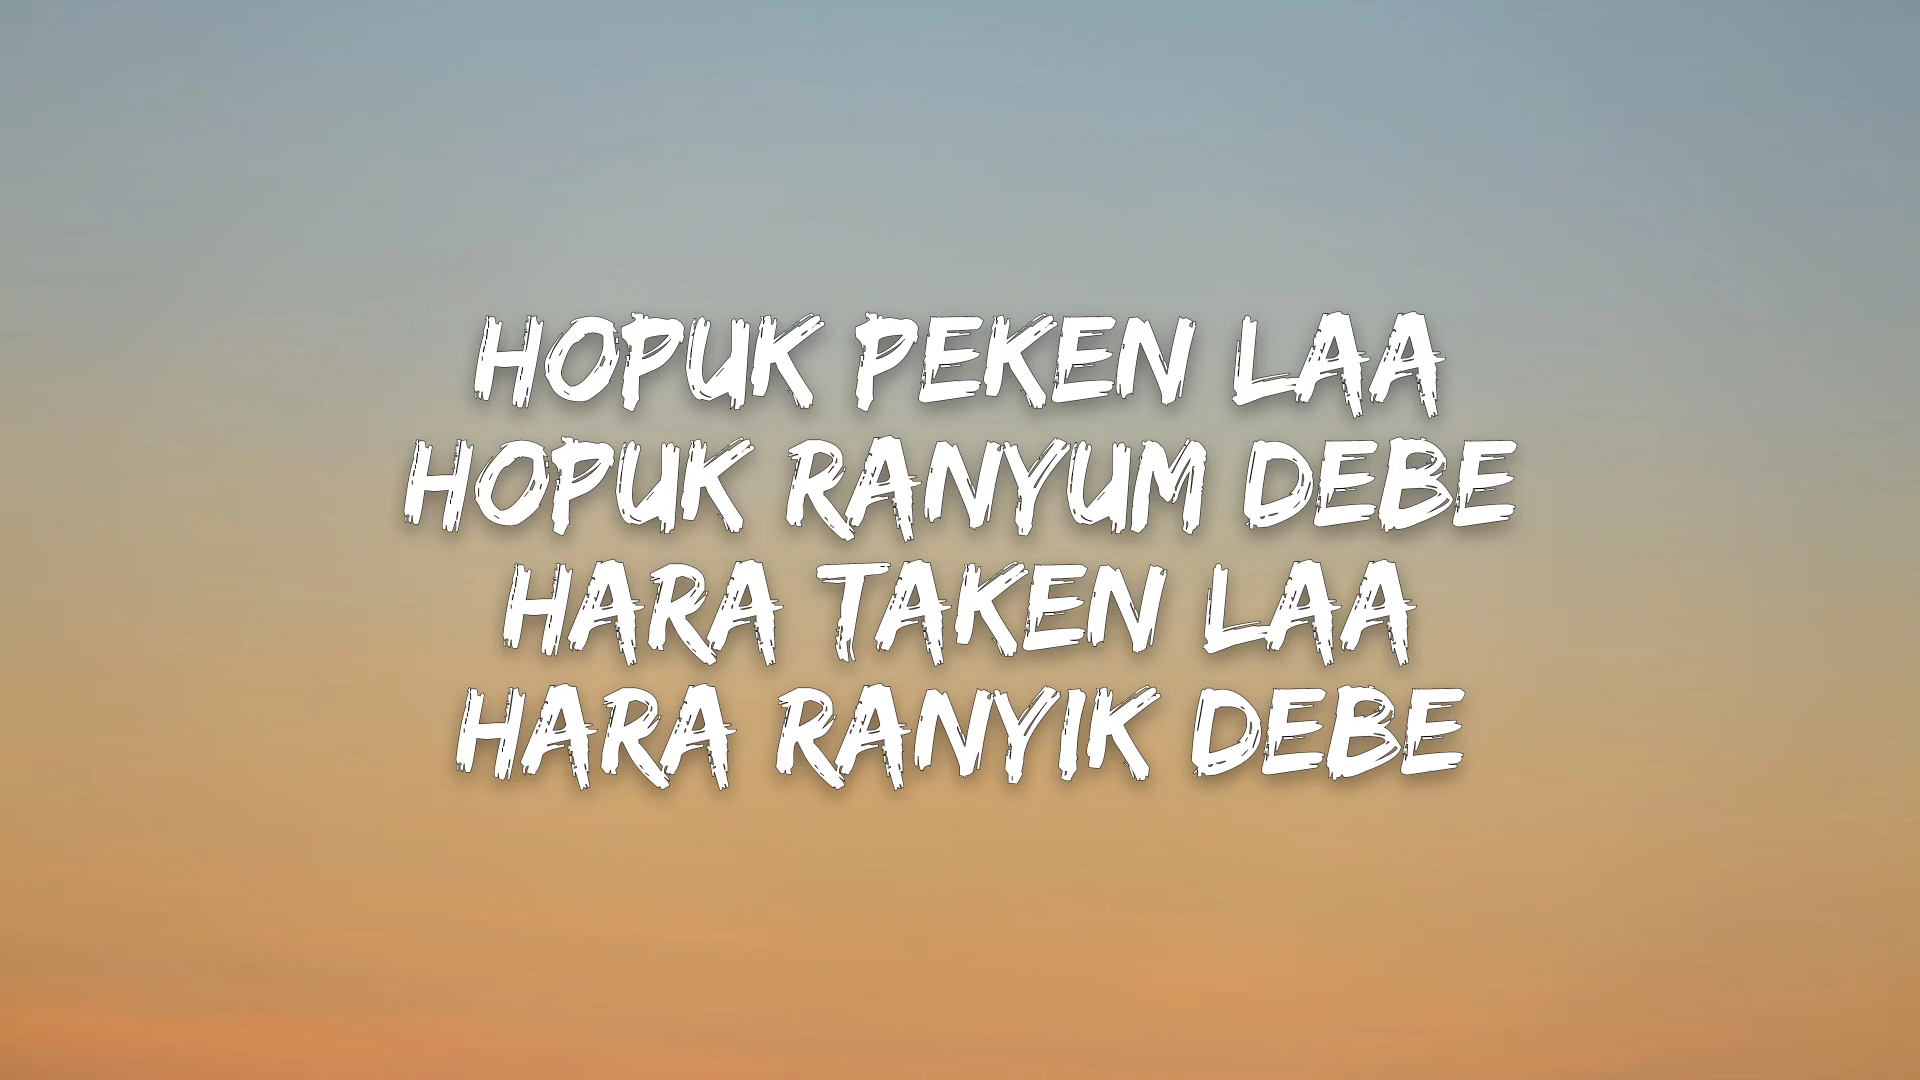 HOPUK PEKEN LAA
HOPUK RANYUM DEBE
HARA TAKEN LAA
HARA RANYIK DEBE